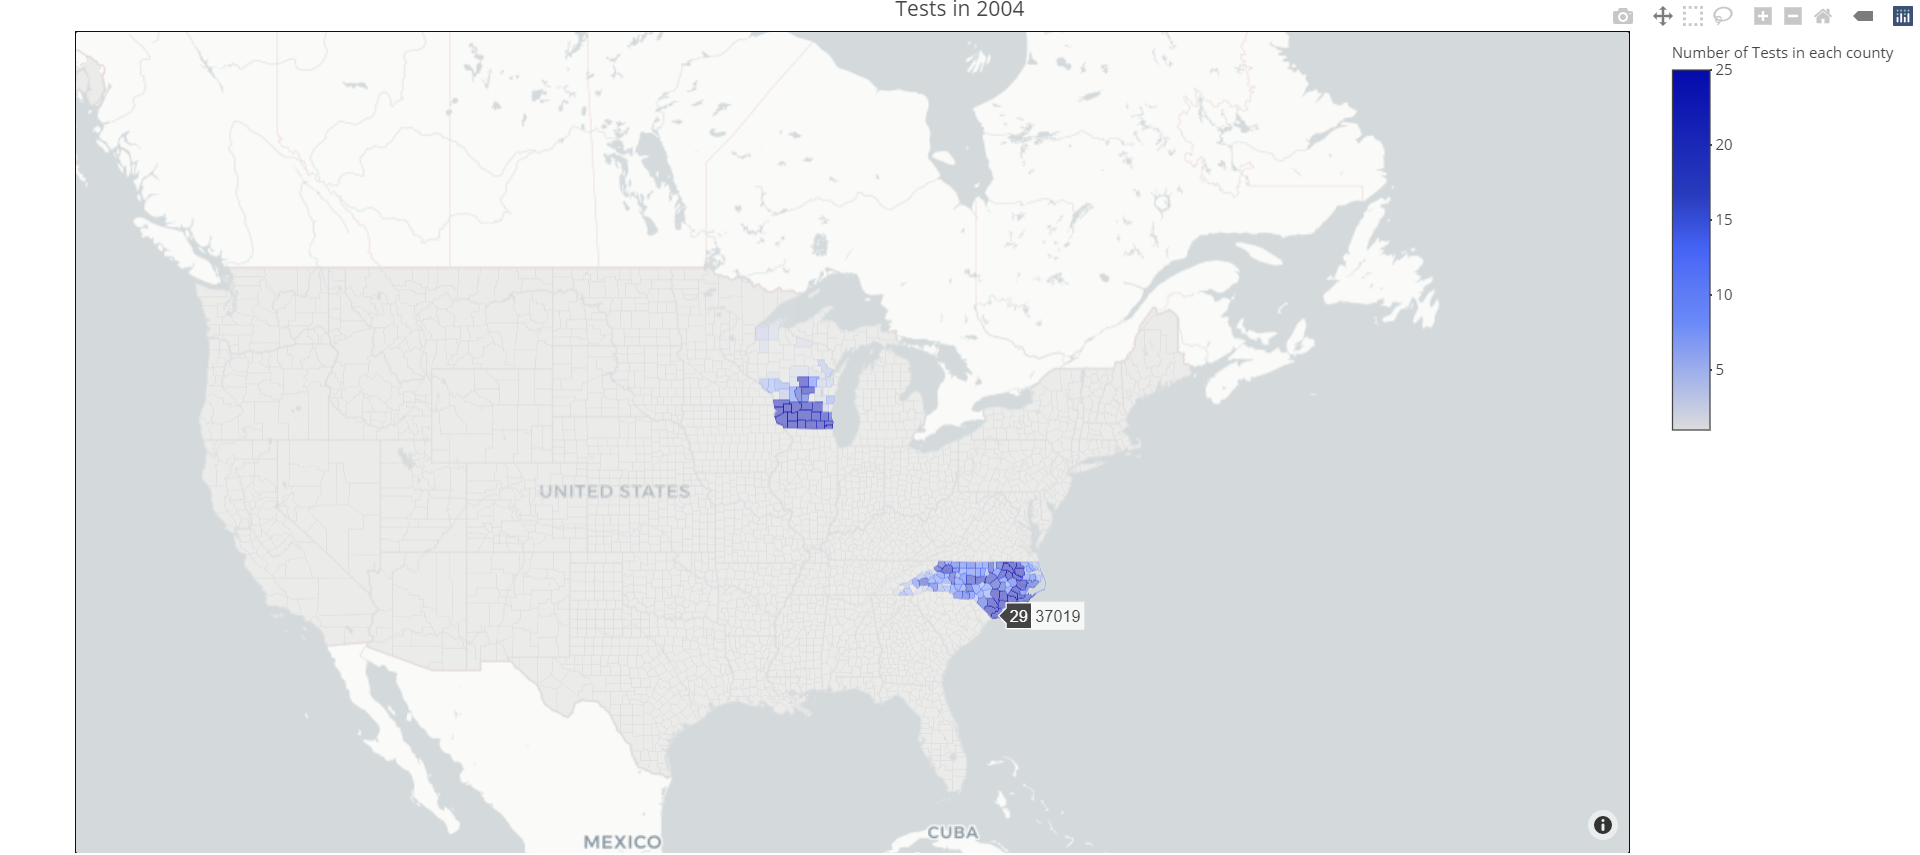 Tests in 2004
Number of Tests in each county
25
20
15
10
5
UNITED STATES
29 37019
MEXICO
CUBA